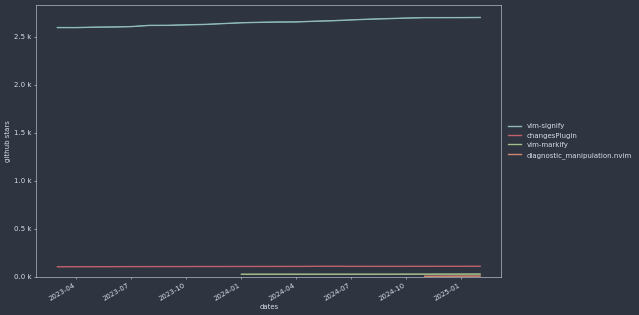 2.5 k
2.0 k
1.5 k
1.0 k
0.5 k
0.0 k
github stars
2023-04
2023-07
2023-10
2024-01
2024-04
2024-07
2024-10
2025-01
dates
vim-signify
changesPlugin
vim-markify
diagnostic_manipulation.nvim